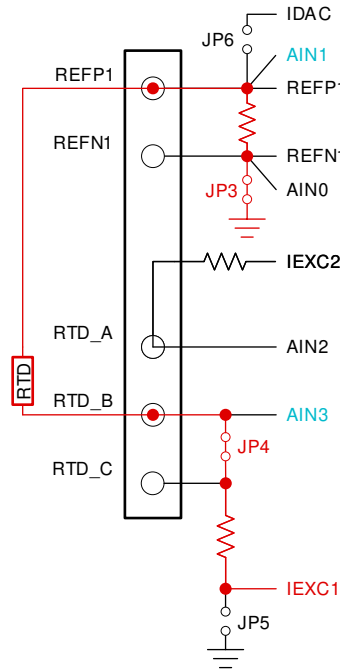 IDAC
JP6
AIN1
REFP1
REFP1
REFN1
REFN1
JP3
AIN0
IEXC2
RTD_A
AIN2
RTD
RTD_B
AIN3
JP4
RTD_C
IEXC1
JP5